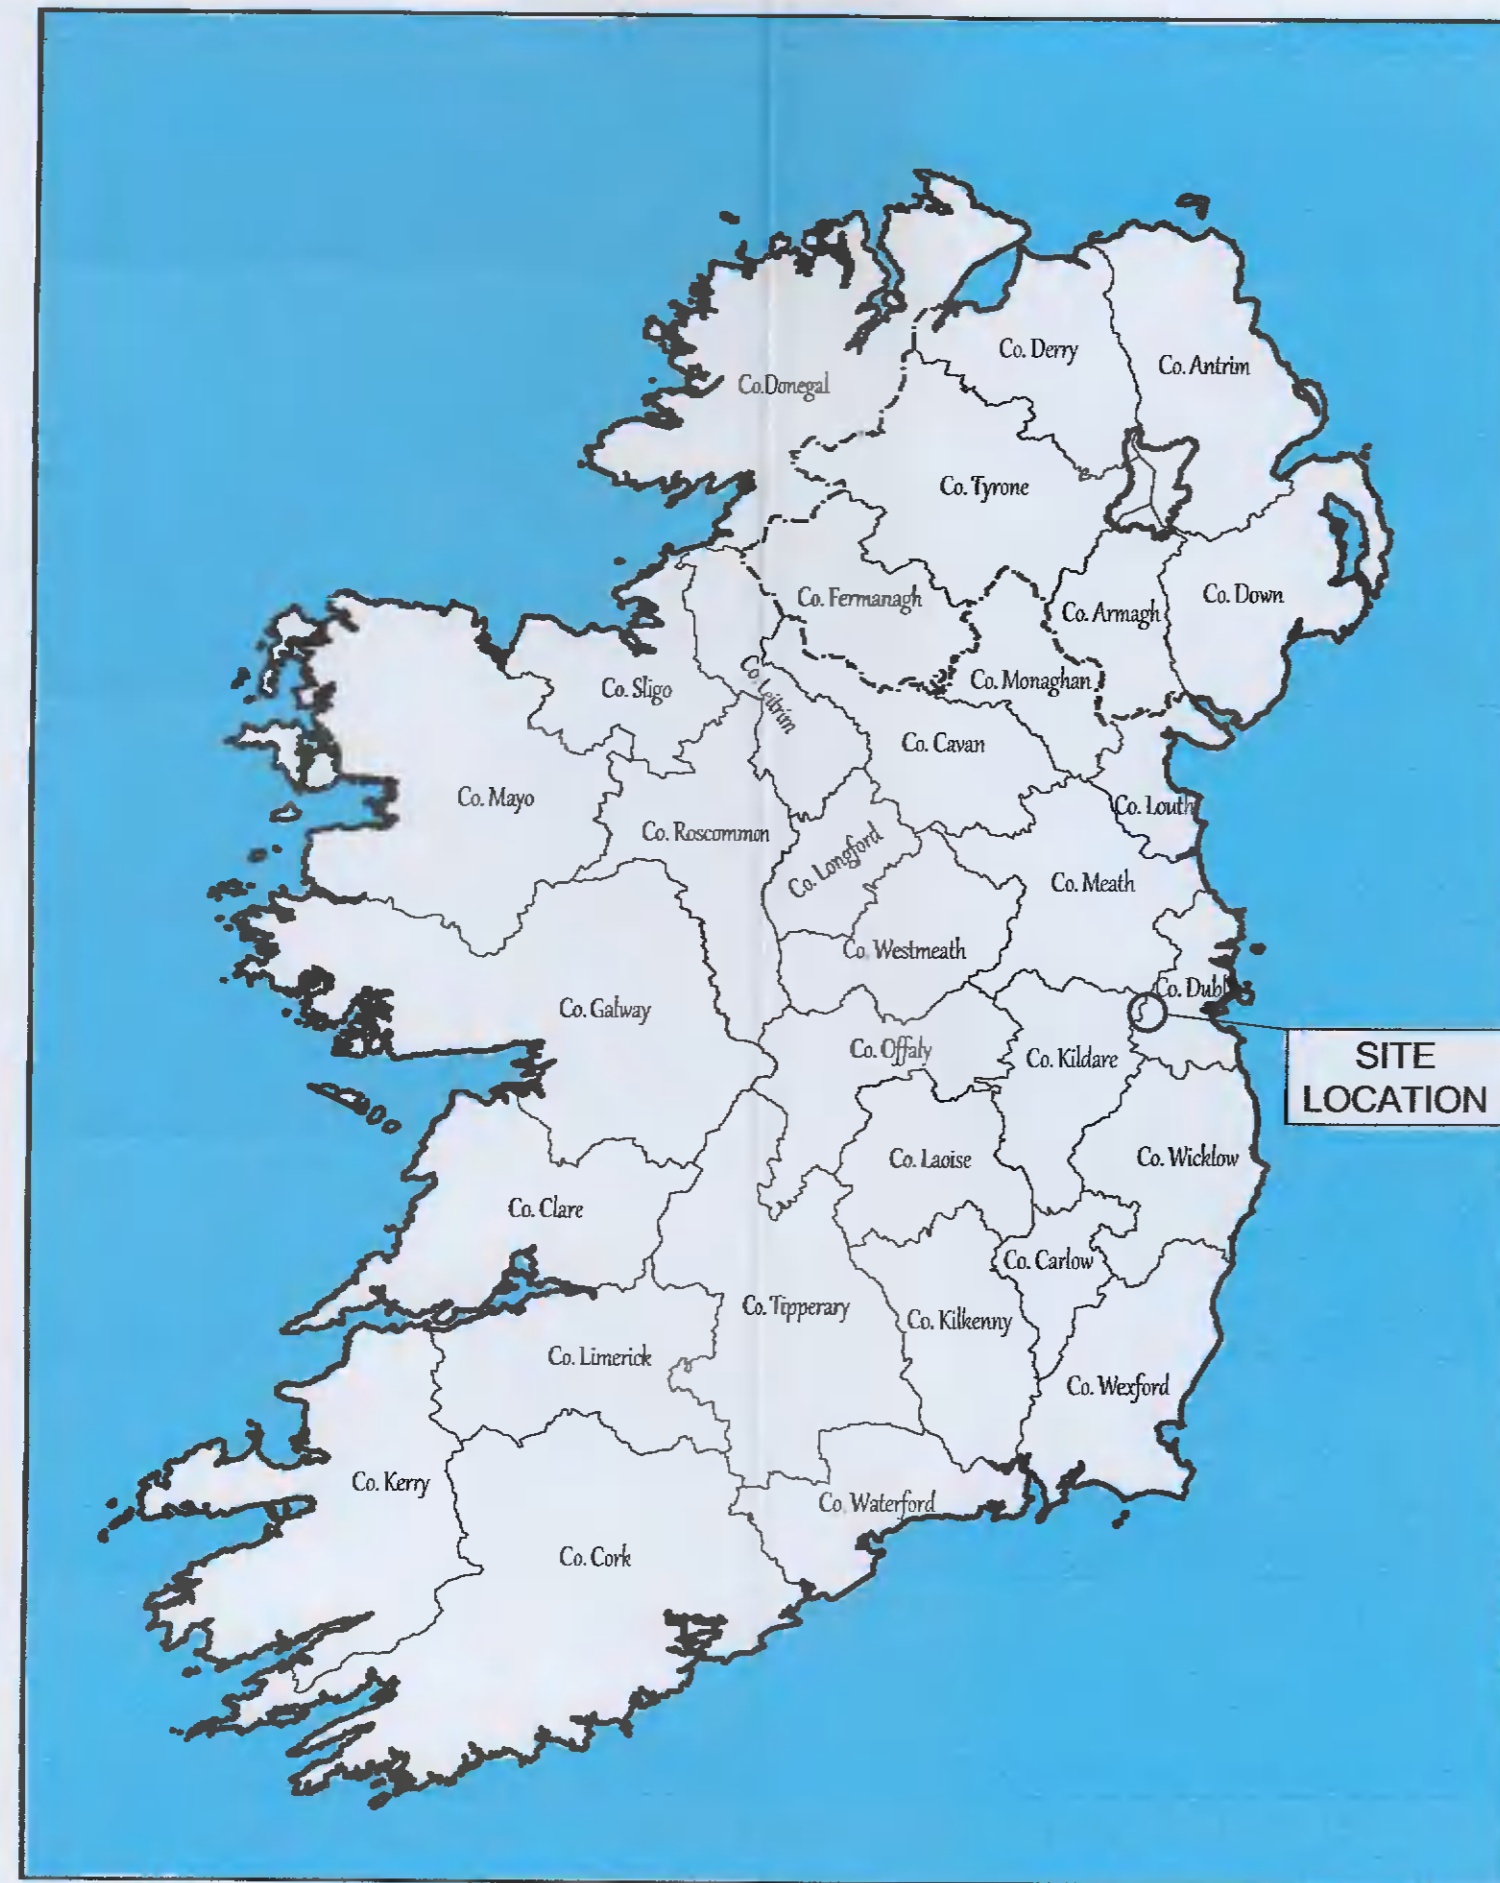 Co. Derry
Co. Antrim
Co.Donegal
Co. Tyrone
Co. Fermanagh
Co. Armagh
Co. Down
Co. Monaghan
Co. Sligo
Co. Leitrim
Co. Cavan
Co. Mayo
Co. Louth
Co. Roscommon
Co. Longford
Co. Meath
Co. Westmeath
Co. Dubl
Co. Galway
Co. Offaly
Co. Kildare
SITE
LOCATION
Co. Laoise
Co. Wicklow
Co. Clare
Co. Carlow
Co. Tipperary
Co. Kilkenny
Co. Limerick
Co. Wexford
Co. Kerry
Co. Waterford
Co. Cork